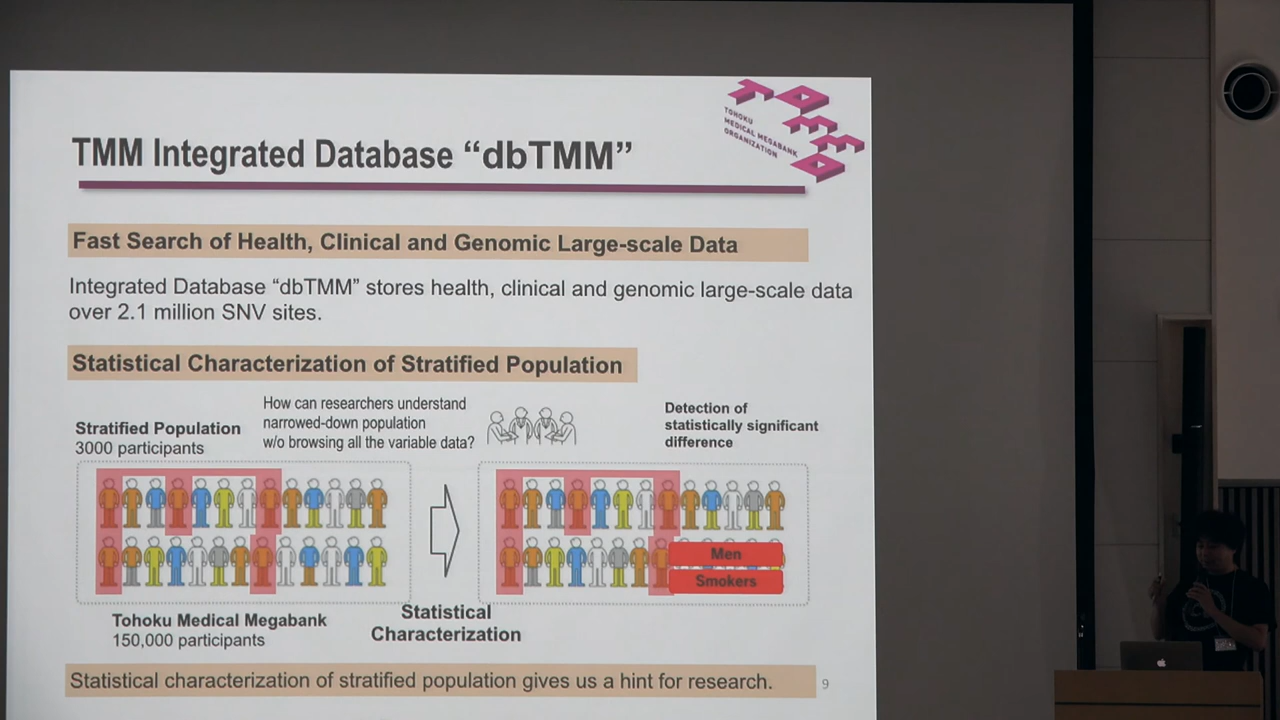 TOHOKU
MEDICAL MEGABANK
ORGANIZATION
TMM Integrated Database “dbTMM”
Fast Search of Health, Clinical and Genomic Large-scale Data
Integrated Database “dbTMM” stores health, clinical and genomic large-scale data
over 2.1 million SNV sites.
Statistical Characterization of Stratified Population
Stratified Population
3000 participants
How can researchers understand
narrowed-down population
w/o browsing all the variable data?
Detection of
statistically significant
difference
Men
Smokers
Tohoku Medical Megabank
150,000 participants
Statistical
Characterization
Statistical characterization of stratified population gives us a hint for research.
9